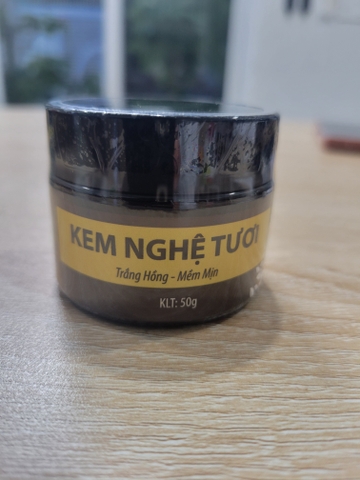 KEM NGHỆ TƯƠI
Trắng Hồng - Mềm Mịn
KLT: 50g